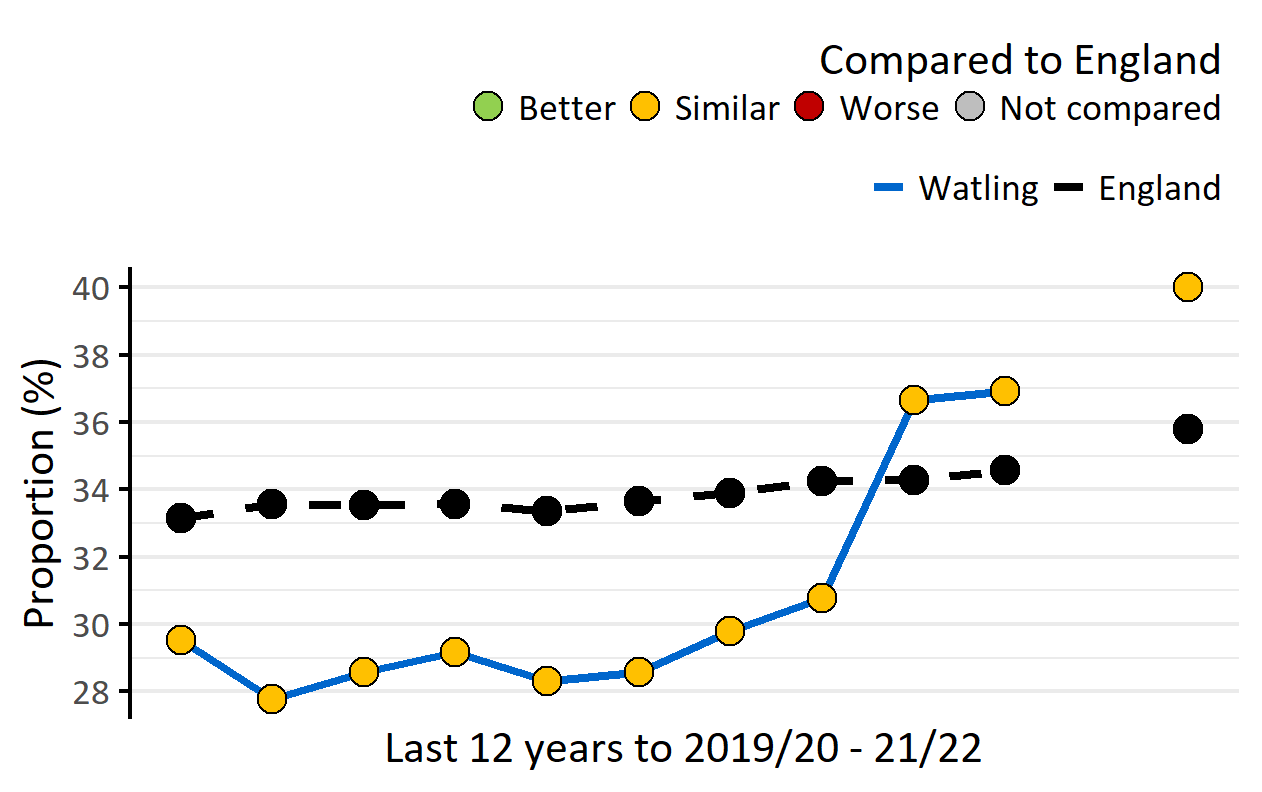 Compared to England
Better Similar Worse Not compared
Watling England
40
38
36
34
32
30
28
Proportion (%)
Last 12 years to 2019/20 - 21/22